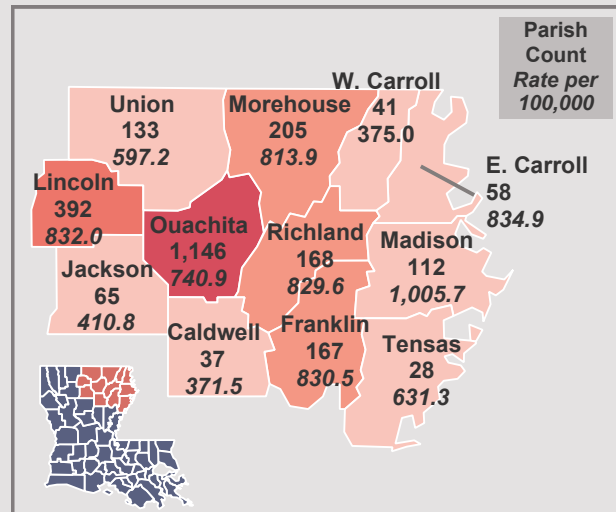 Parish
Count
Rate per
100,000
W. Carroll
41
375.0
Union
133
597.2
Morehouse
205
813.9
E. Carroll
58
834.9
Lincoln
392
832.0
Ouachita
1,146
740.9
Richland
168
829.6
Madison
112
1,005.7
Jackson
65
410.8
Caldwell
37
371.5
Franklin
167
830.5
Tensas
28
631.3